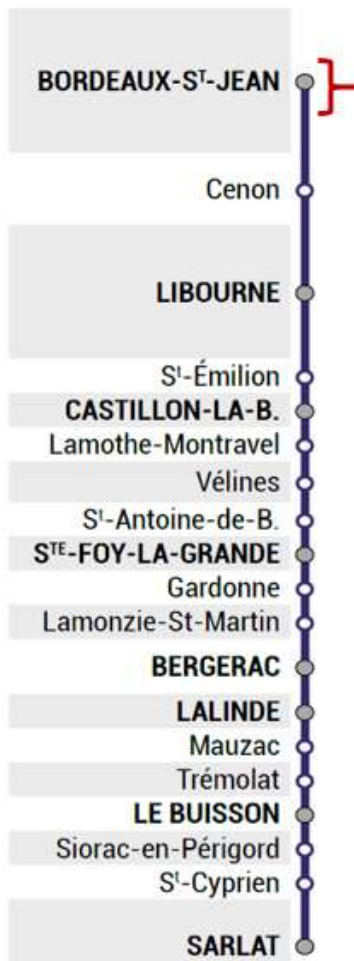 BORDEAUX-Sᵀ-JEAN
Cenon
LIBOURNE
Sᵗ-Émilion
CASTILLON-LA-B.
Lamothe-Montravel
Vélines
Sᵗ-Antoine-de-B.
Sᵀᴱ-FOY-LA-GRANDE
Gardonne
Lamonzie-St-Martin
BERGERAC
LALINDE
Mauzac
Trémolat
LE BUISSON
Siorac-en-Périgord
Sᵗ-Cyprien
SARLAT